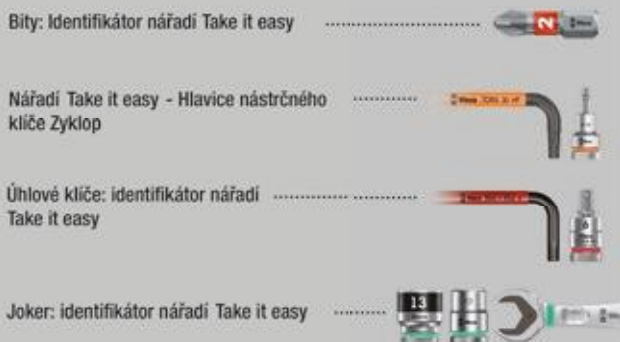 Bity: Identifikátor nářadí Take it easy
2
Nářadí Take it easy - Hlavice nástrčného
klíče Zyklop
Úhlové klíče: identifikátor nářadí
Take it easy
Joker: identifikátor nářadí Take it easy
13